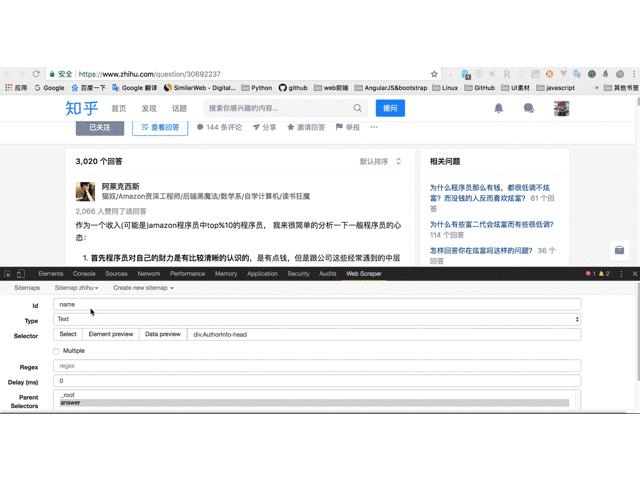 安全 | https://www.zhihu.com/question/30692237
应用 Google 百度一下 Google 翻译 SimilarWeb - Digital... Python github web前端 AngularJS&bootstrap Linux GitHub UI素材 javascript » 其他书签
知乎 首页 发现 话题 搜索你感兴趣的内容... 提问
已关注 查看回答 144 条评论 分享 邀请回答 举报 ...
3,020 个回答 默认排序
阿莱克西斯
猫奴/Amazon资深工程师/后端黑魔法/数学系/自学计算机/读书狂魔
2,066 人赞同了该回答
作为一个收入(可能是)amazon程序员中top%10的程序员， 我来很简单的分析一下一般程序员的心
态：
1. 首先程序员对自己的财力是有比较清晰的认识的，是有点钱，但是跟公司这些经常遇到的中层
相关问题
为什么程序员那么有钱，都很低调不炫
富？而没钱的人反而喜欢炫富？ 61 个回
答
为什么有些富二代会炫富而有些很低调?
114 个回答
怎样回答你在炫富吗这样的问题？ 36 个
回答
Elements Console Sources Network Performance Memory Application Security Audits Web Scraper 1 2
Sitemaps Sitemap zhihu Create new sitemap
Id name
Type Text
Selector Select Element preview Data preview div.AuthorInfo-head
Multiple
Regex regex
Delay (ms) 0
Parent Selectors _root
answer